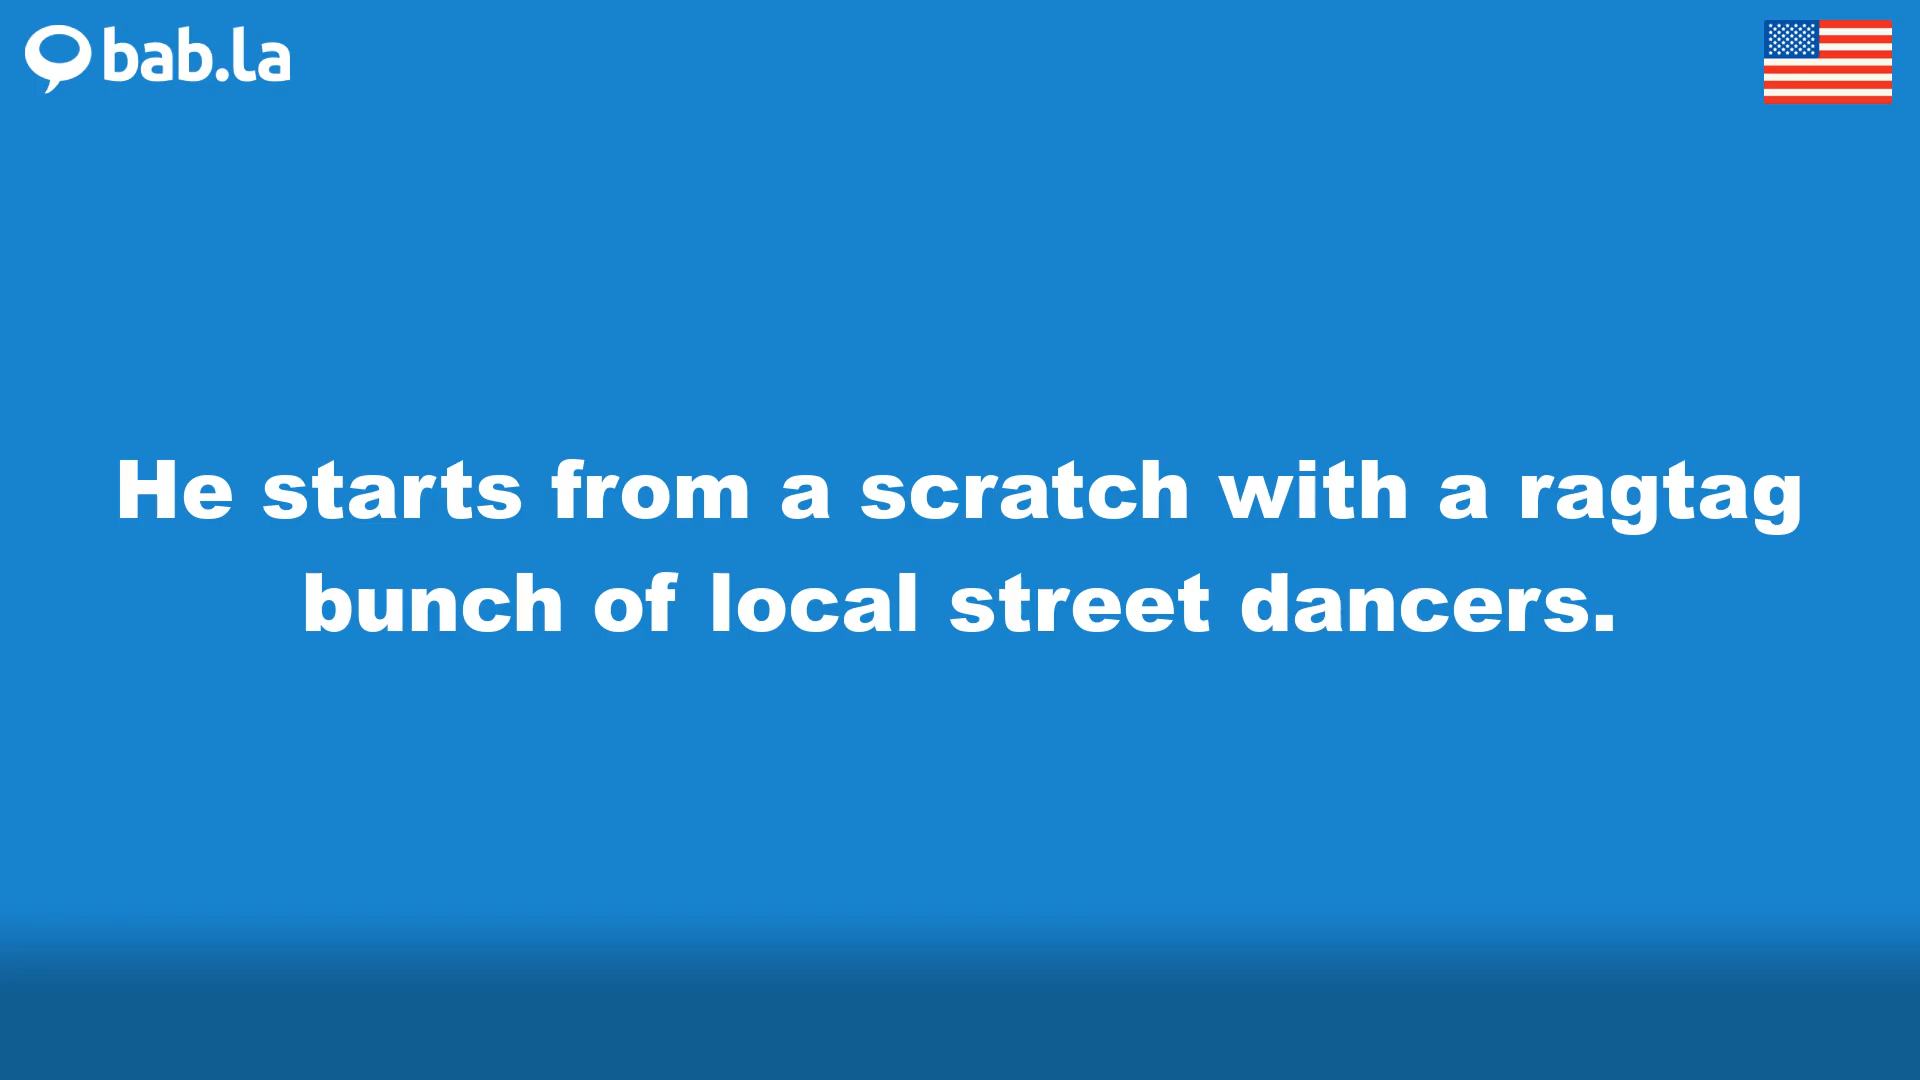 bab.la
He starts from a scratch with a ragtag
bunch of local street dancers.